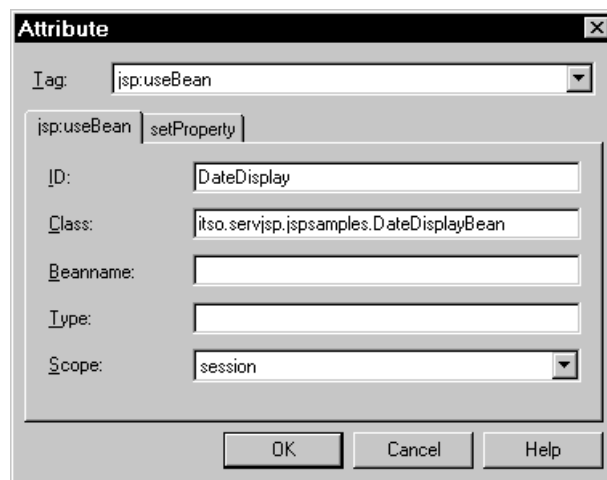 Attribute
Tag: jsp:useBean
jsp:useBean setProperty
ID: DateDisplay
Class: itso.servjsp.jspsamples.DateDisplayBean
Beanname:
Type:
Scope: session
OK Cancel Help